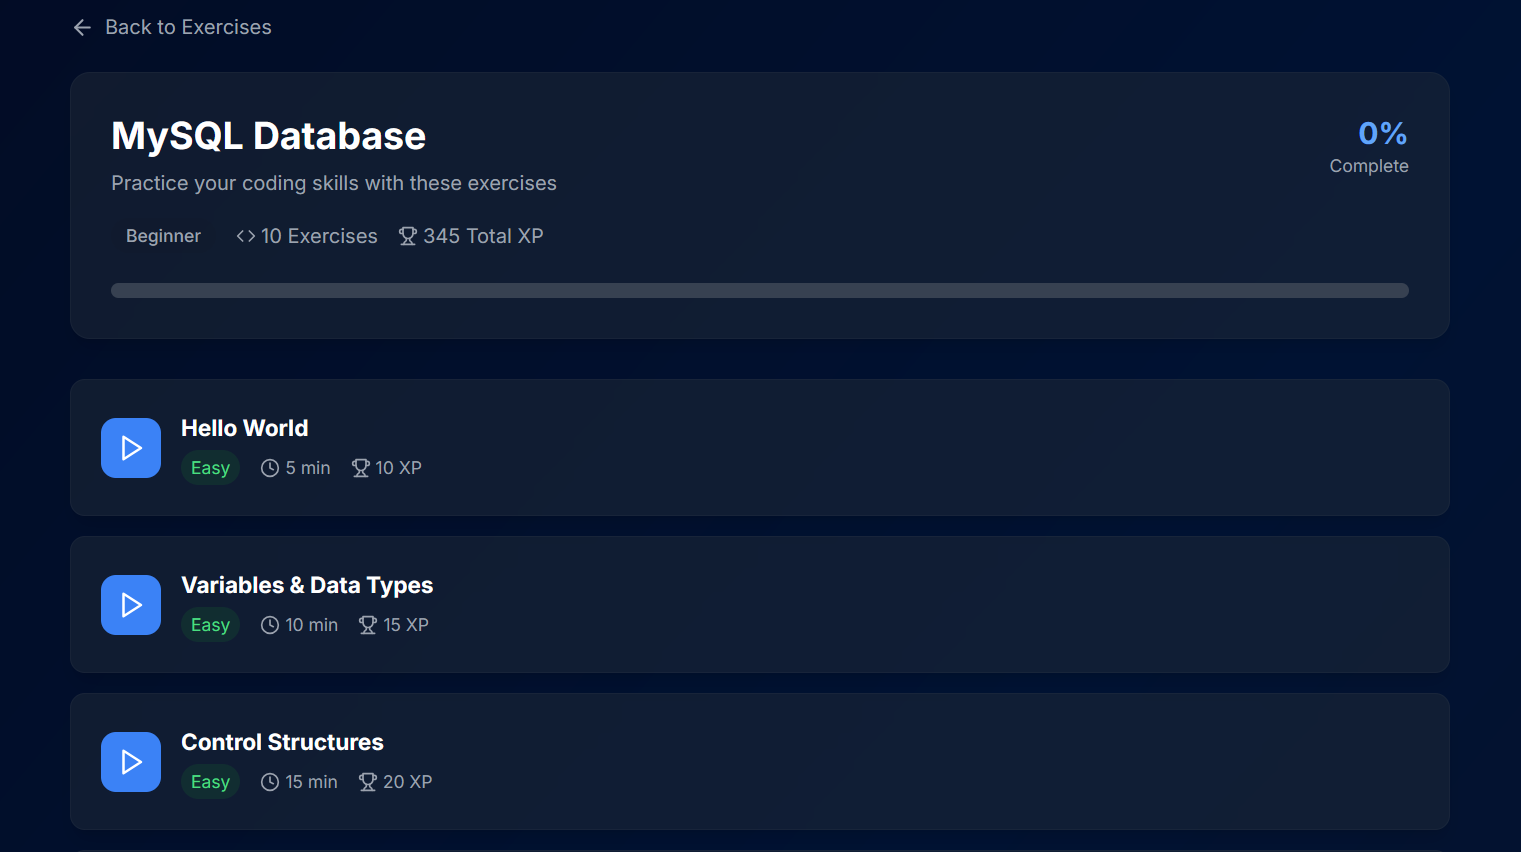 Back to Exercises
MySQL Database
0%
Complete
Practice your coding skills with these exercises
Beginner 10 Exercises 345 Total XP
Hello World
Easy 5 min 10 XP
Variables & Data Types
Easy 10 min 15 XP
Control Structures
Easy 15 min 20 XP